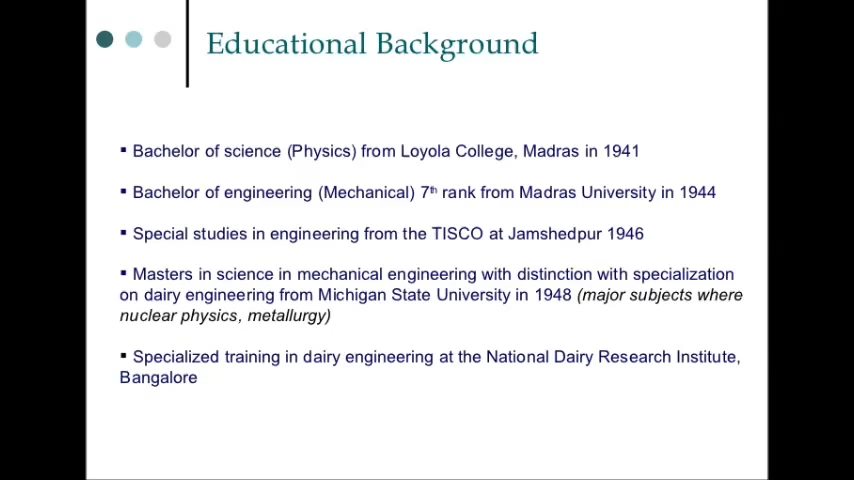 Educational Background
▪ Bachelor of science (Physics) from Loyola College, Madras in 1941
▪ Bachelor of engineering (Mechanical) 7th rank from Madras University in 1944
▪ Special studies in engineering from the TISCO at Jamshedpur 1946
▪ Masters in science in mechanical engineering with distinction with specialization
on dairy engineering from Michigan State University in 1948 (major subjects where
nuclear physics, metallurgy)
▪ Specialized training in dairy engineering at the National Dairy Research Institute,
Bangalore